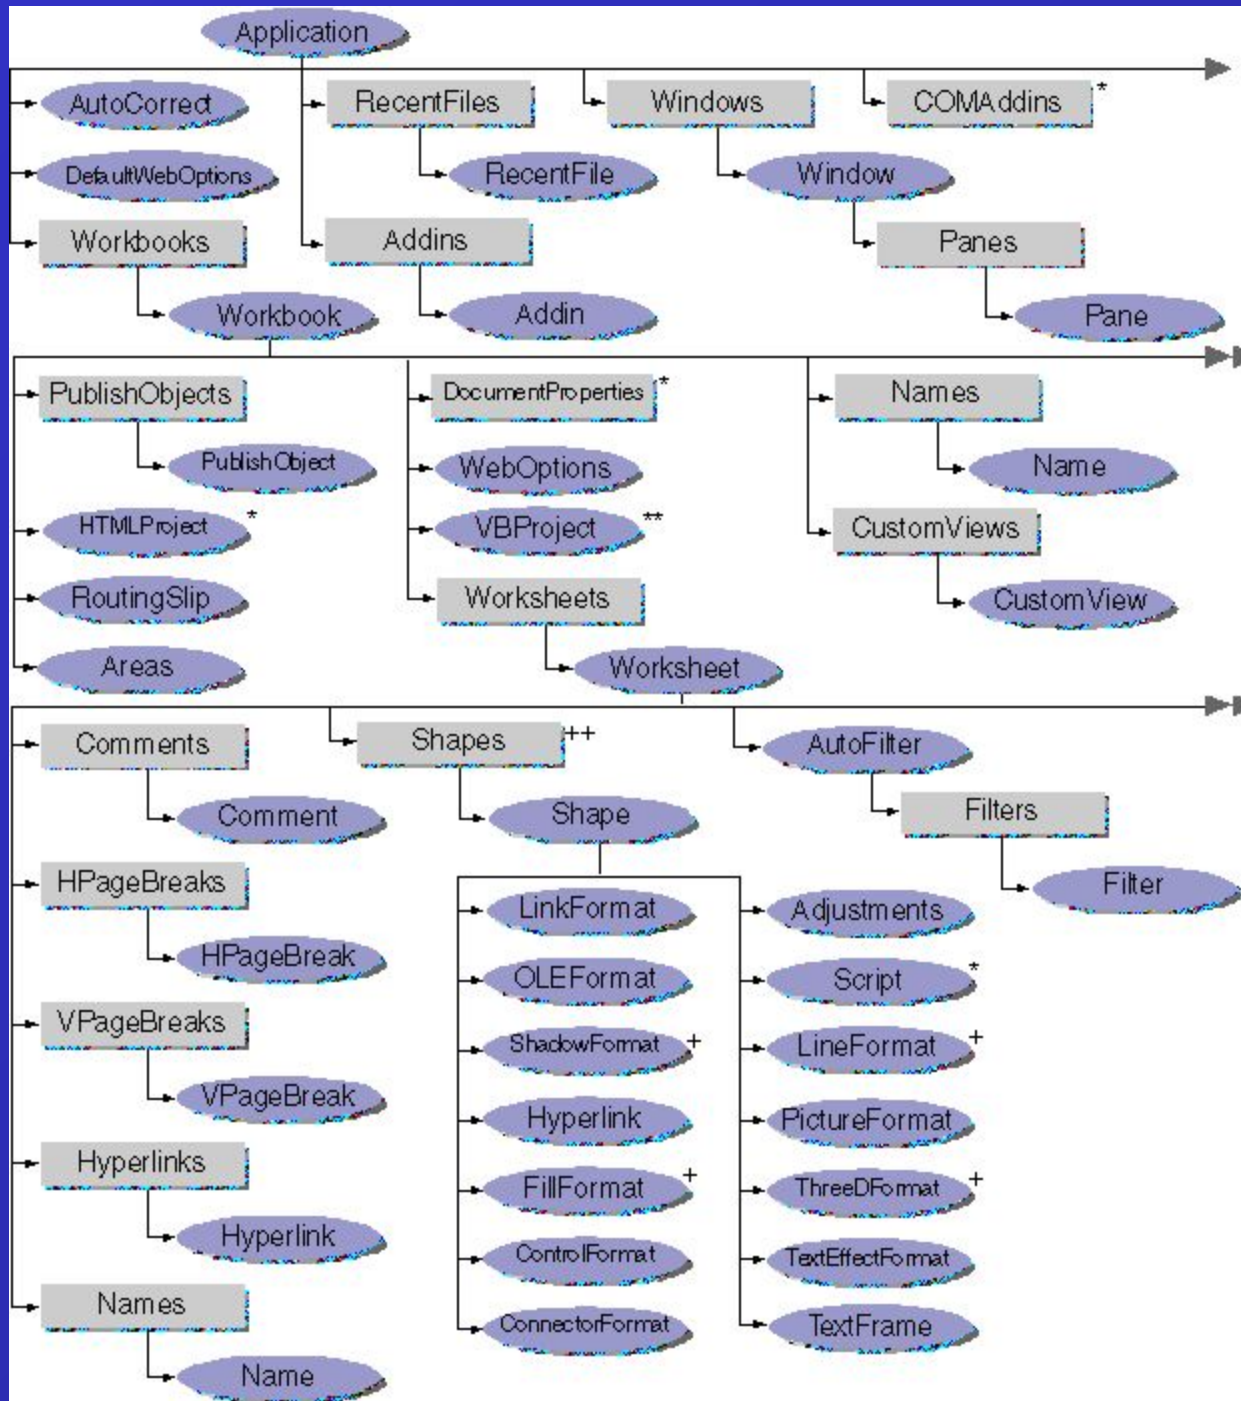 Application
AutoCorrect
RecentFiles
Windows
COMAddins *
DefaultWebOptions
RecentFile
Window
Workbooks
Addins
Panes
Workbook
Addin
Pane
PublishObjects
DocumentProperties *
Names
PublishObject
WebOptions
Name
HTMLProject *
VBProject **
CustomViews
RoutingSlip
Worksheets
CustomView
Areas
Worksheet
Comments
Shapes ++
AutoFilter
Comment
Shape
Filters
HPageBreaks
Filter
LinkFormat
Adjustments
HPageBreak
OLEFormat
Script *
VPageBreaks
ShadowFormat +
LineFormat +
VPageBreak
Hyperlink
PictureFormat
Hyperlinks
FillFormat +
ThreeDFormat +
Hyperlink
ControlFormat
TextEffectFormat
Names
ConnectorFormat
TextFrame
Name